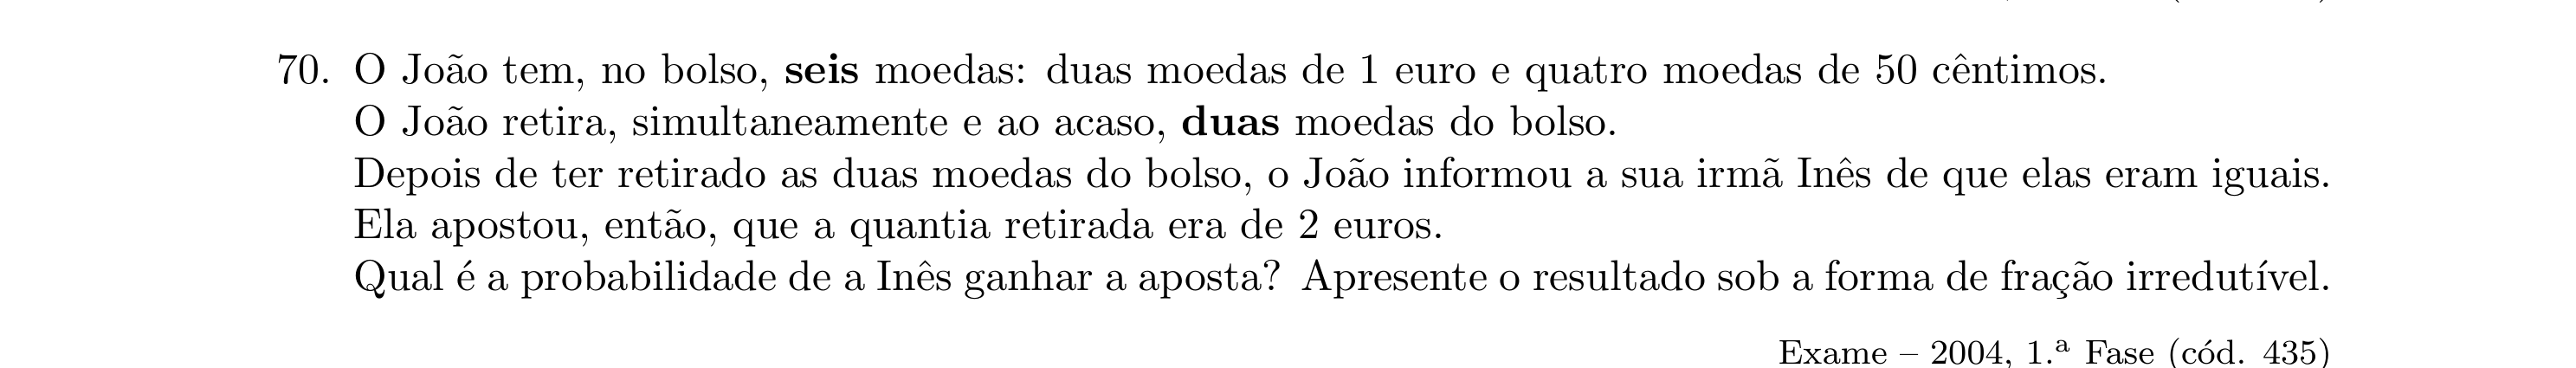 70. O João tem, no bolso, seis moedas: duas moedas de 1 euro e quatro moedas de 50 cêntimos.
O João retira, simultaneamente e ao acaso, duas moedas do bolso.
Depois de ter retirado as duas moedas do bolso, o João informou a sua irmã Inês de que elas eram iguais.
Ela apostou, então, que a quantia retirada era de 2 euros.
Qual é a probabilidade de a Inês ganhar a aposta? Apresente o resultado sob a forma de fração irredutível.
Exame – 2004, 1.ª Fase (cód. 435)